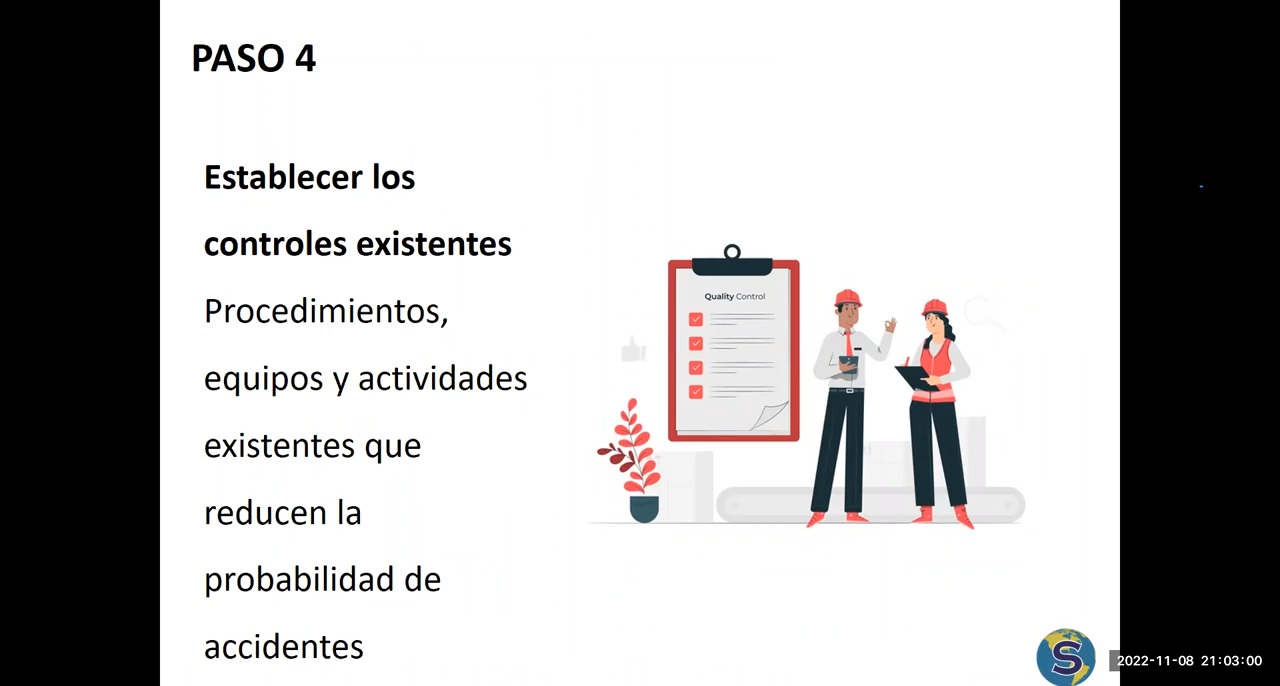 PASO 4
Establecer los
controles existentes
Procedimientos,
equipos y actividades
existentes que
reducen la
probabilidad de
accidentes
Quality Control
S
2022-11-08 21:03:00